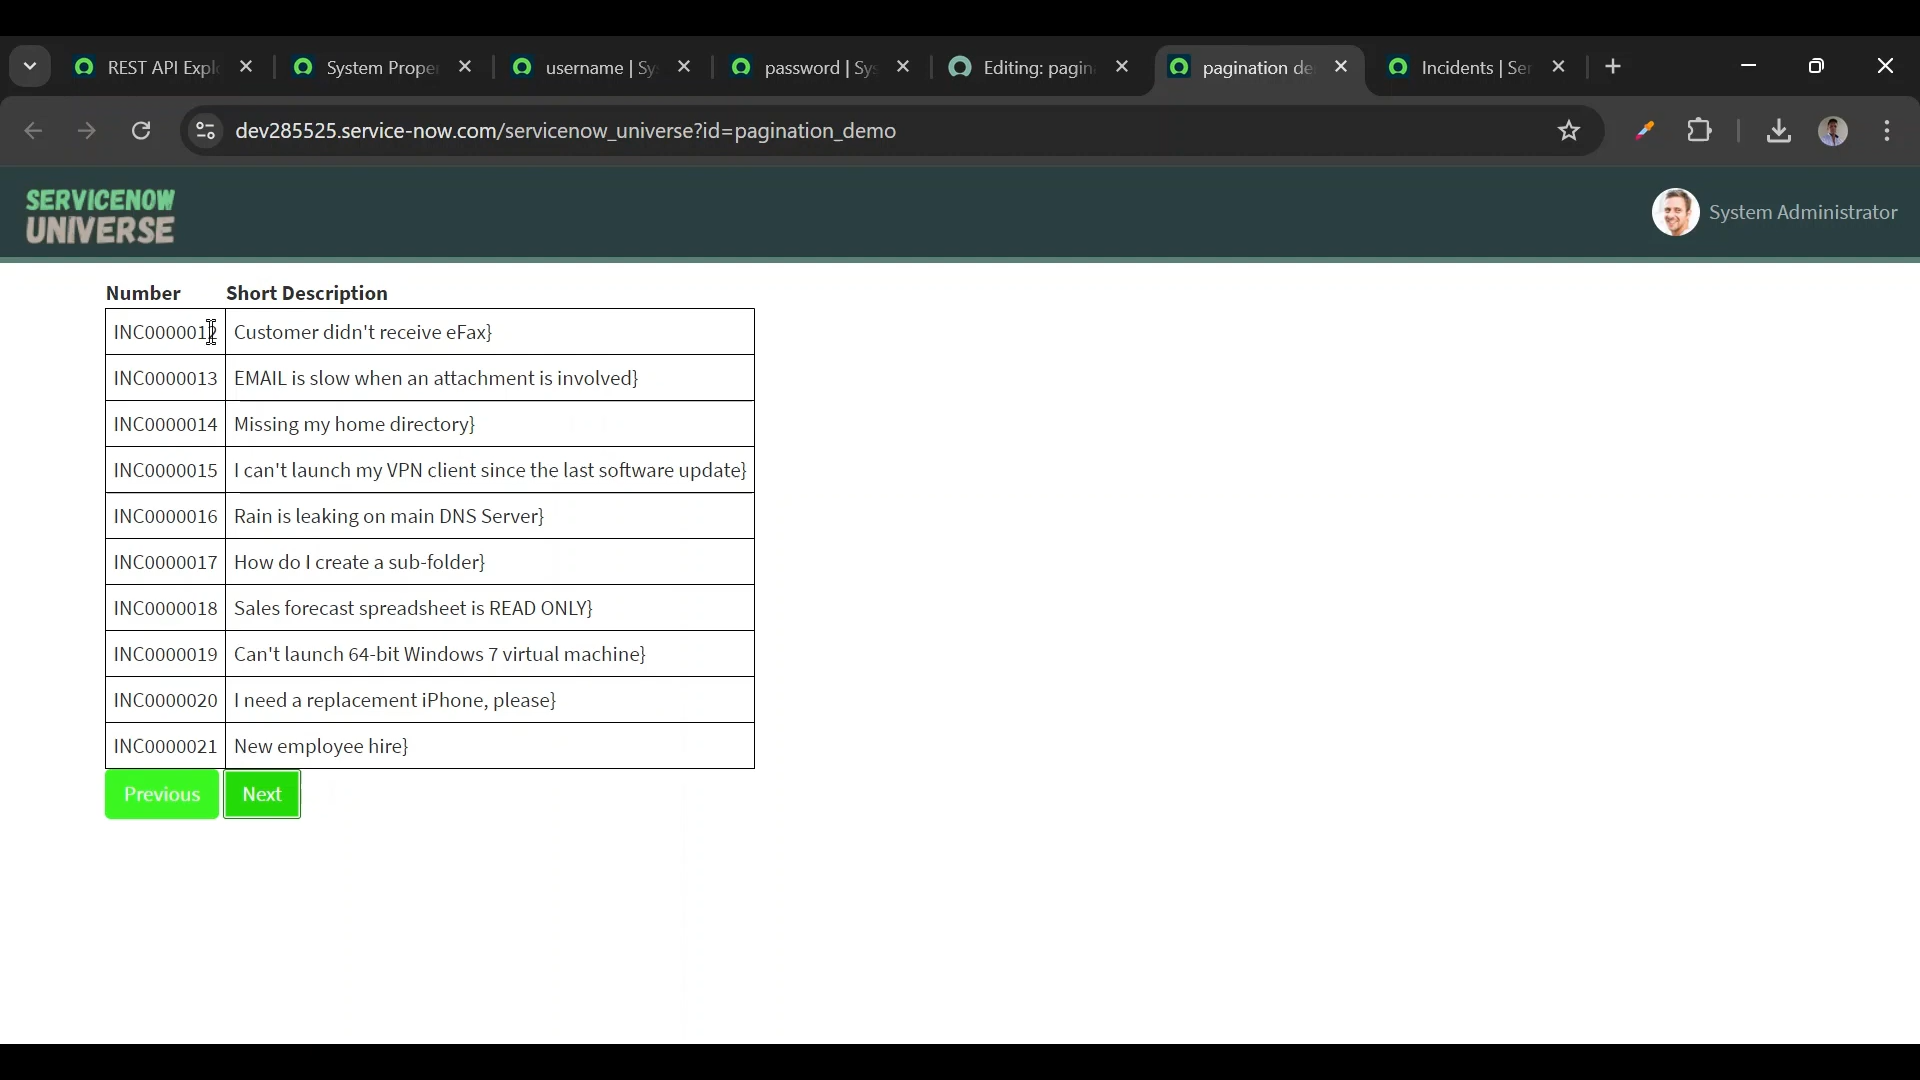 REST API Expl
System Prope
username | Sy
password | Sys
Editing: pagin
pagination de
Incidents | Ser
dev285525.service-now.com/servicenow_universe?id=pagination_demo
SERVICENOW
UNIVERSE
System Administrator
Number Short Description
INC0000012 Customer didn't receive eFax}
INC0000013 EMAIL is slow when an attachment is involved}
INC0000014 Missing my home directory}
INC0000015 I can't launch my VPN client since the last software update}
INC0000016 Rain is leaking on main DNS Server}
INC0000017 How do I create a sub-folder}
INC0000018 Sales forecast spreadsheet is READ ONLY}
INC0000019 Can't launch 64-bit Windows 7 virtual machine}
INC0000020 I need a replacement iPhone, please}
INC0000021 New employee hire}
Previous Next